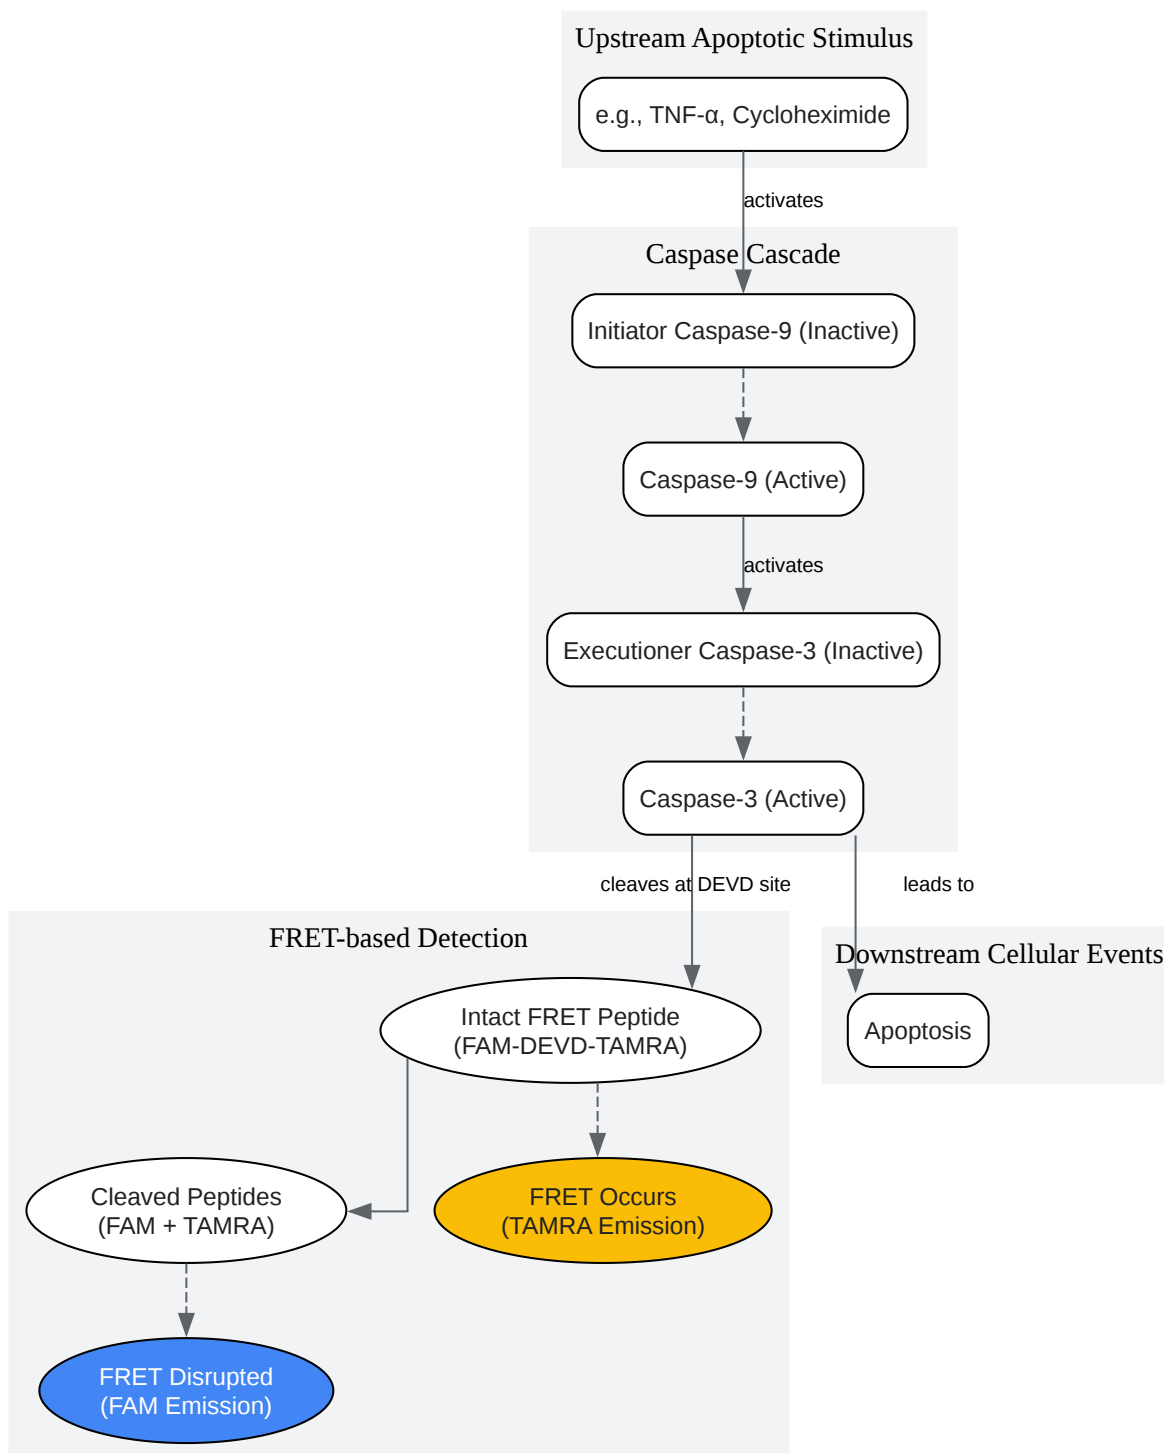 Upstream Apoptotic Stimulus
e.g., TNF-α, Cycloheximide
activates
Caspase Cascade
Initiator Caspase-9 (Inactive)
Caspase-9 (Active)
activates
Executioner Caspase-3 (Inactive)
Caspase-3 (Active)
cleaves at DEVD site
leads to
FRET-based Detection
Downstream Cellular Events
Intact FRET Peptide
(FAM-DEVD-TAMRA)
Apoptosis
Cleaved Peptides
(FAM + TAMRA)
FRET Occurs
(TAMRA Emission)
FRET Disrupted
(FAM Emission)